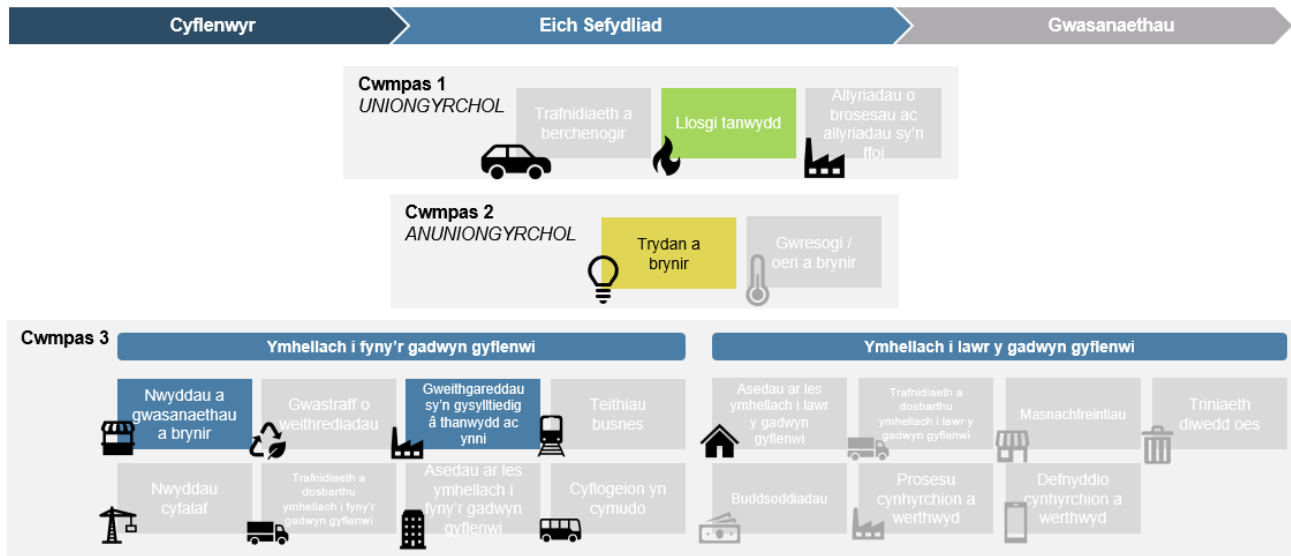 Cyflenwyr
Eich Sefydliad
Gwasanaethau
Cwmpas 1
UNIONGYRCHOL
Trafnidiaeth a
berchenogir
Llosgi tanwydd
Allyriadau o
brosesau ac
allyriadau sy'n
ffoi
Cwmpas 2
ANUNIONGYRCHOL
Trydan a
brynir
Gwresogi /
oeri a brynir
Cwmpas 3
Ymhellach i fyny'r gadwyn gyflenwi
Ymhellach i lawr y gadwyn gyflenwi
Nwyddau a
gwasanaethau
a brynir
Gwastraff o
weithrediadau
Gweithgareddau
sy'n gysylltiedig
â thanwydd ac
ynni
Teithiau
busnes
Asedau ar les
ymhellach i lawr
y gadwyn
gyflenwi
Trafnidiaeth a
dosbarthu
ymhellach i lawr y
gadwyn gyflenwi
Masnachfreintiau
Triniaeth
diwedd oes
Nwyddau
cyfalaf
Trafnidiaeth a
dosbarthu
ymhellach i fyny'r
gadwyn gyflenwi
Asedau ar les
ymhellach i
fyny'r gadwyn
gyflenwi
Cyflogeion yn
cymudo
Buddsoddiadau
Prosesu
cynhyrchion a
werthwyd
Defnyddio
cynhyrchion a
werthwyd